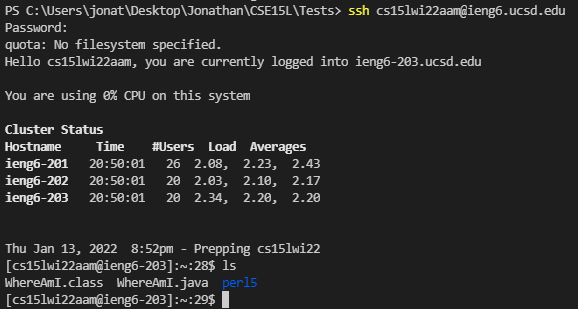 PS C:\Users\jonat\Desktop\Jonathan\CSE15L\Tests> ssh cs15lwi22aam@ieng6.ucsd.edu
Password:
quota: No filesystem specified.
Hello cs15lwi22aam, you are currently logged into ieng6-203.ucsd.edu
You are using 0% CPU on this system
Cluster Status
Hostname     Time    #Users  Load  Averages
ieng6-201   20:50:01   26  2.08,  2.23,  2.43
ieng6-202   20:50:01   20  2.03,  2.10,  2.17
ieng6-203   20:50:01   20  2.34,  2.20,  2.20
Thu Jan 13, 2022  8:52pm - Prepping cs15lwi22
[cs15lwi22aam@ieng6-203]:~:28$ ls
WhereAmI.class  WhereAmI.java  perl5
[cs15lwi22aam@ieng6-203]:~:29$